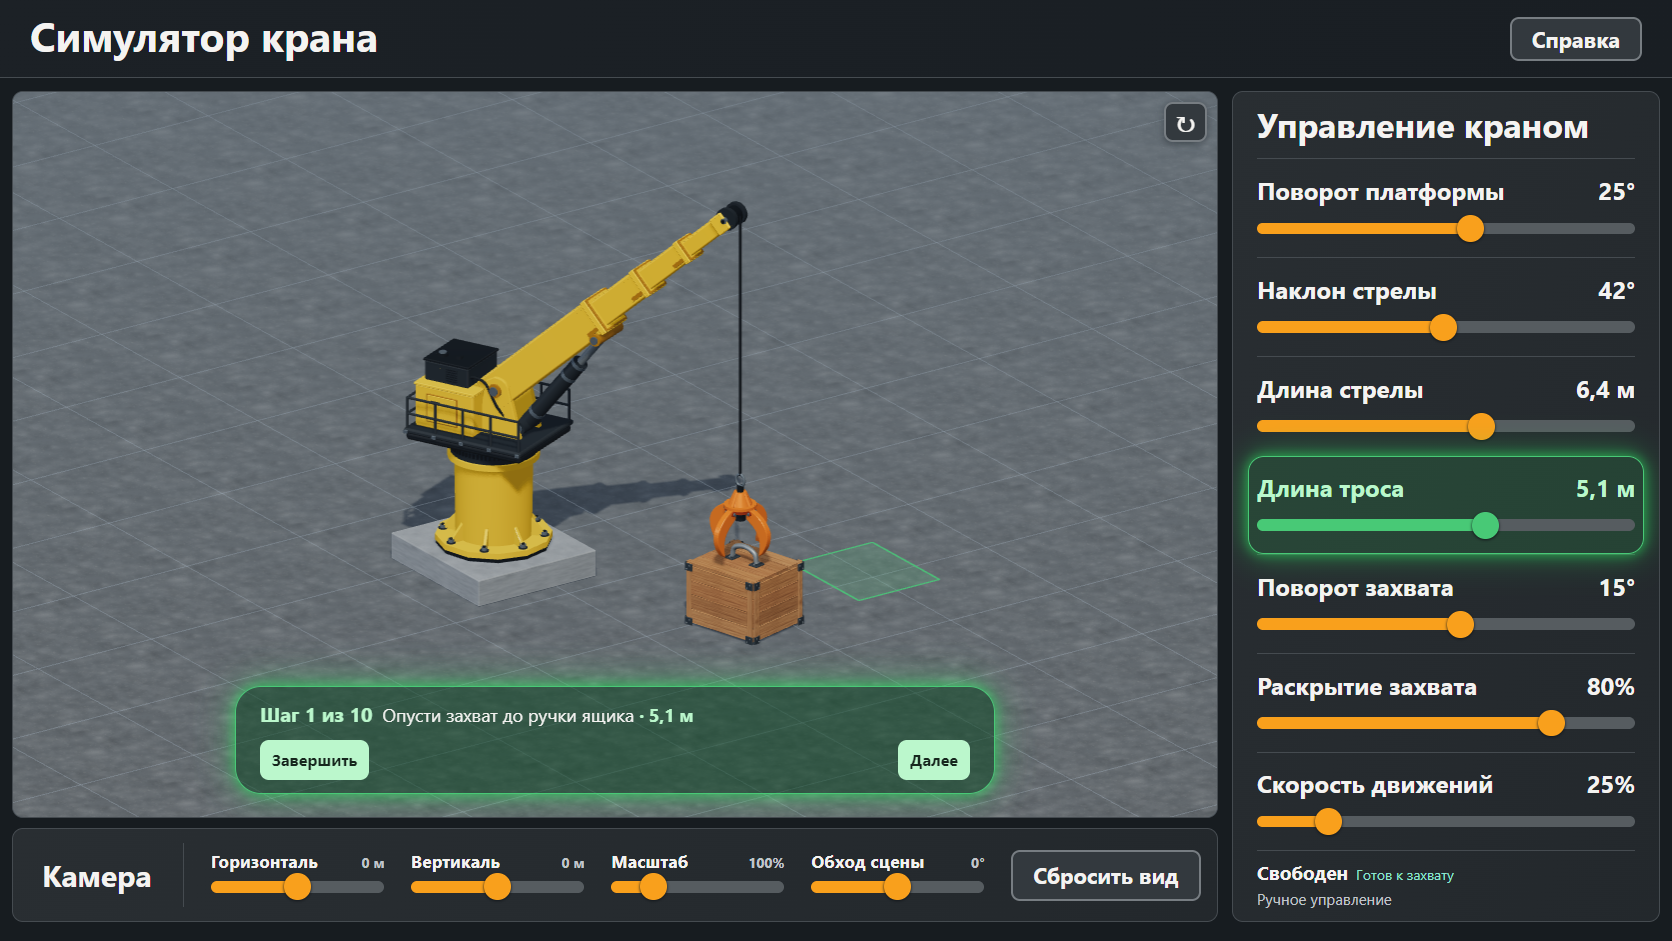 Симулятор крана
Справка
↻
Управление краном
Поворот платформы 25°
Наклон стрелы 42°
Длина стрелы 6,4 м
Длина троса 5,1 м
Поворот захвата 15°
Раскрытие захвата 80%
Скорость движений 25%
Свободен Готов к захвату
Ручное управление
Шаг 1 из 10 Опусти захват до ручки ящика · 5,1 м
Завершить
Далее
Камера
Горизонталь 0 м
Вертикаль 0 м
Масштаб 100%
Обход сцены 0°
Сбросить вид